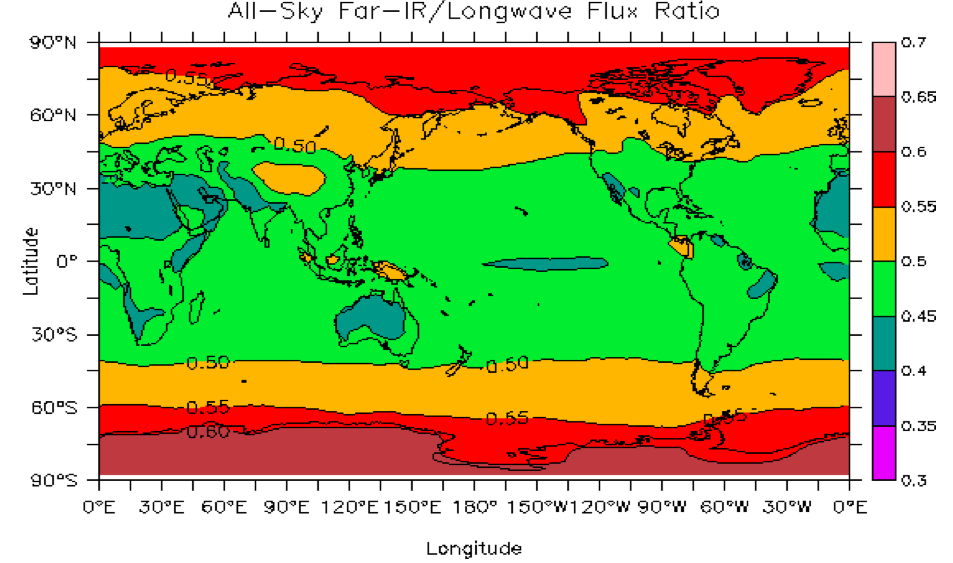 All-Sky Far-IR/Longwave Flux Ratio
90°N
60°N
30°N
0°
30°S
60°S
90°S
Latitude
0.55
0.50
0.50
0.50
0.55
0.55
0.55
0.60
0°E 30°E 60°E 90°E 120°E 150°E 180° 150°W 120°W 90°W 60°W 30°W 0°E
Longitude
0.7
0.65
0.6
0.55
0.5
0.45
0.4
0.35
0.3